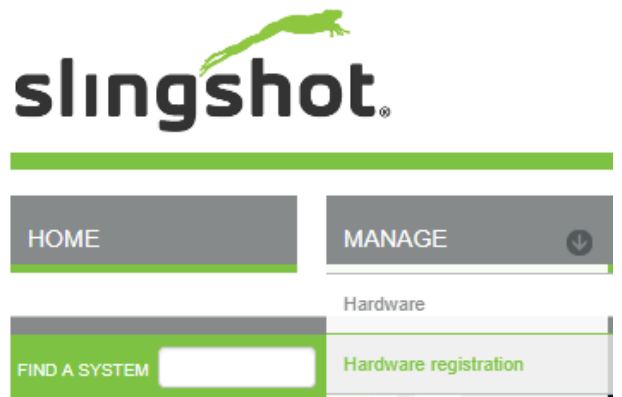 slingshot®
HOME
MANAGE
Hardware
FIND A SYSTEM
Hardware registration